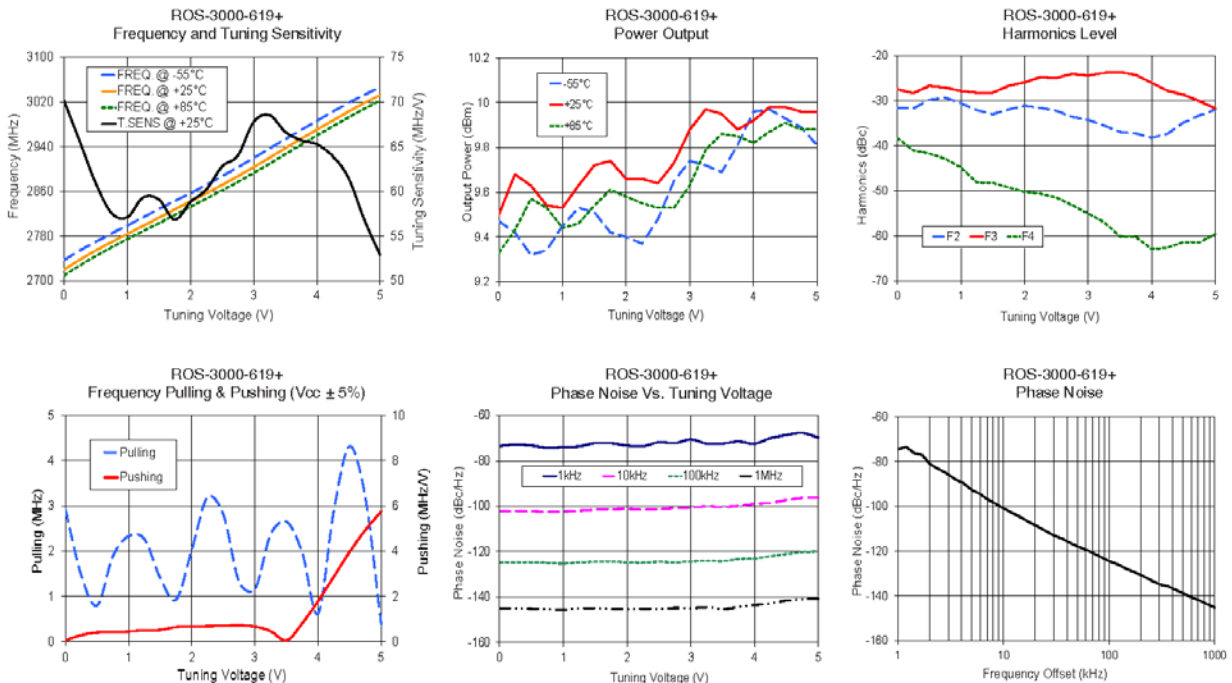 ROS-3000-619+
Frequency and Tuning Sensitivity
3100
3020
2940
2860
2780
2700
Frequency (MHz)
FREQ. @ -55°C
FREQ. @ +25°C
FREQ. @ +85°C
T.SENS @ +25°C
75
70
65
60
55
50
Tuning Sensitivity (MHz/V)
0 1 2 3 4 5
Tuning Voltage (V)
ROS-3000-619+
Power Output
10.2
10
9.8
9.6
9.4
9.2
Output Power (dBm)
-55°C
+25°C
+85°C
0 1 2 3 4 5
Tuning Voltage (V)
ROS-3000-619+
Harmonics Level
-20
-30
-40
-50
-60
-70
Harmonics (dBc)
F2 F3 F4
0 1 2 3 4 5
Tuning Voltage (V)
ROS-3000-619+
Frequency Pulling & Pushing (Vcc ± 5%)
5
4
3
2
1
0
Pulling (MHz)
Pulling
Pushing
10
8
6
4
2
0
Pushing (MHz/V)
0 1 2 3 4 5
Tuning Voltage (V)
ROS-3000-619+
Phase Noise Vs. Tuning Voltage
-60
-80
-100
-120
-140
-160
Phase Noise (dBc/Hz)
1kHz 10kHz 100kHz 1MHz
0 1 2 3 4 5
Tuning Voltage (V)
ROS-3000-619+
Phase Noise
-60
-80
-100
-120
-140
-160
Phase Noise (dBc/Hz)
1 10 100 1000
Frequency Offset (kHz)